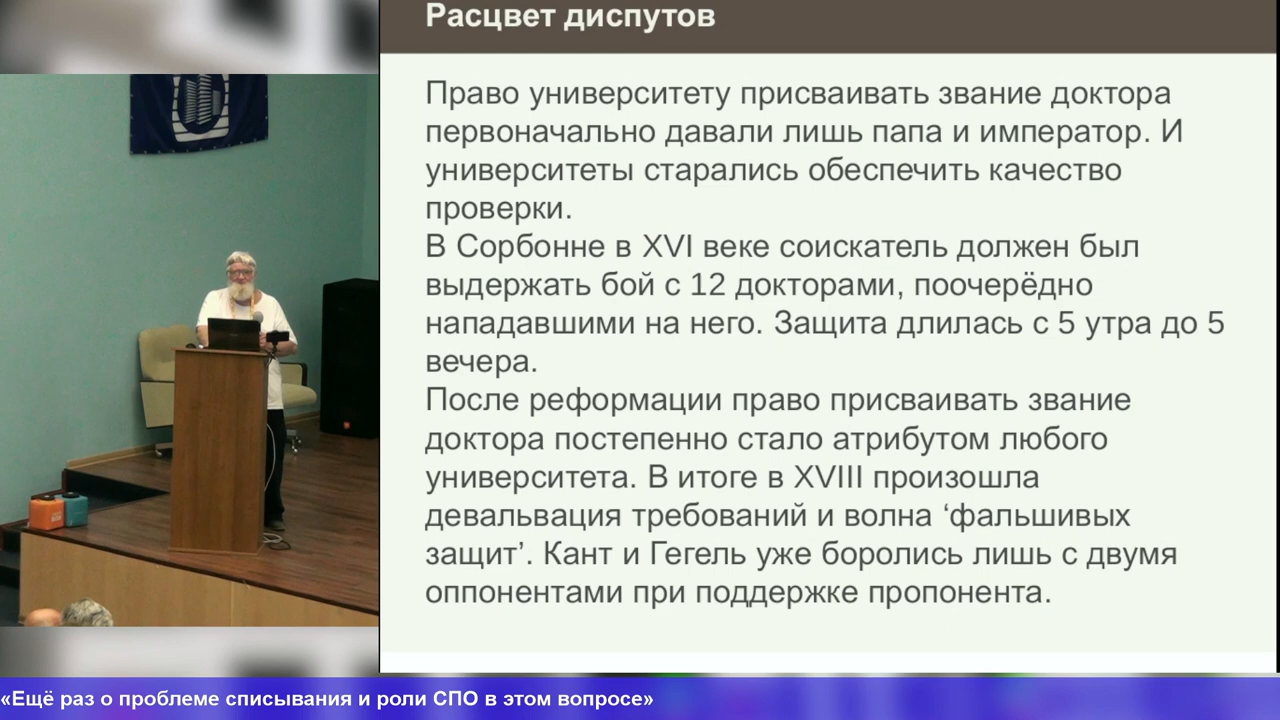 Расцвет диспутов
Право университету присваивать звание доктора
первоначально давали лишь папа и император. И
университеты старались обеспечить качество
проверки.
В Сорбонне в XVI веке соискатель должен был
выдержать бой с 12 докторами, поочерёдно
нападавшими на него. Защита длилась с 5 утра до 5
вечера.
После реформации право присваивать звание
доктора постепенно стало атрибутом любого
университета. В итоге в XVIII произошла
девальвация требований и волна ‘фальшивых
защит’. Кант и Гегель уже боролись лишь с двумя
оппонентами при поддержке пропонента.
«Ещё раз о проблеме списывания и роли СПО в этом вопросе»